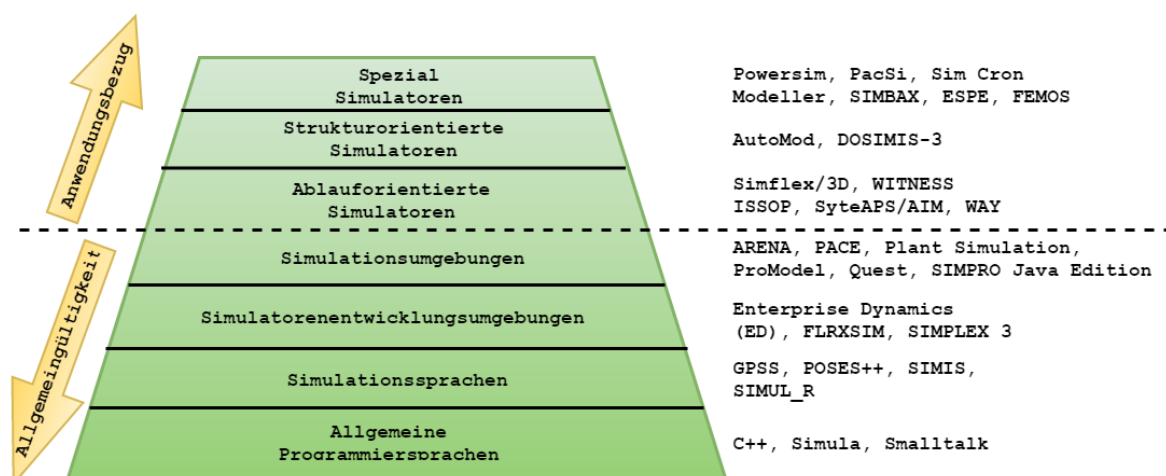 Anwendungsbezug
Allgemeingültigkeit
Spezial
Simulatoren
Powersim, PacSi, Sim Cron
Modeller, SIMBAX, ESPE, FEMOS
Strukturorientierte
Simulatoren
AutoMod, DOSIMIS-3
Ablauforientierte
Simulatoren
Simflex/3D, WITNESS
ISSOP, SyteAPS/AIM, WAY
Simulationsumgebungen
ARENA, PACE, Plant Simulation,
ProModel, Quest, SIMPRO Java Edition
Simulatorenentwicklungsumgebungen
Enterprise Dynamics
(ED), FLRXSIM, SIMPLEX 3
Simulationssprachen
GPSS, POSES++, SIMIS,
SIMUL_R
Allgemeine
Programmiersprachen
C++, Simula, Smalltalk